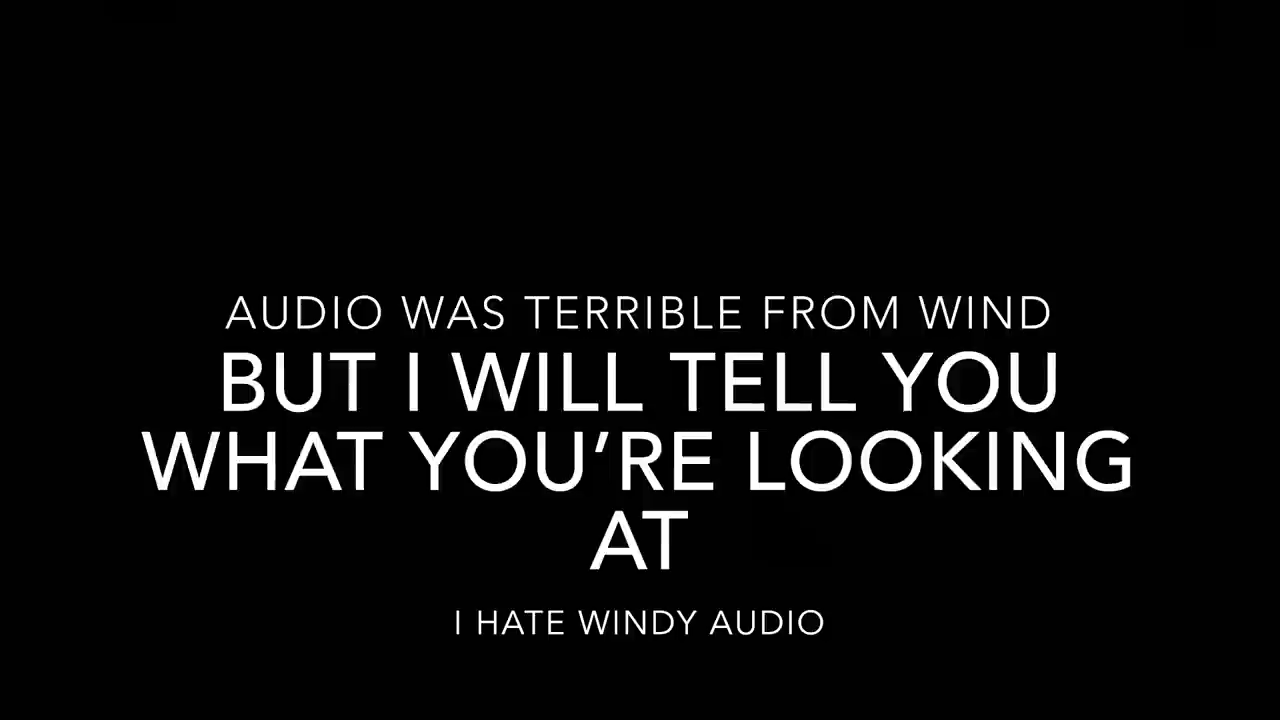 AUDIO WAS TERRIBLE FROM WIND
BUT I WILL TELL YOU
WHAT YOU’RE LOOKING
AT
I HATE WINDY AUDIO